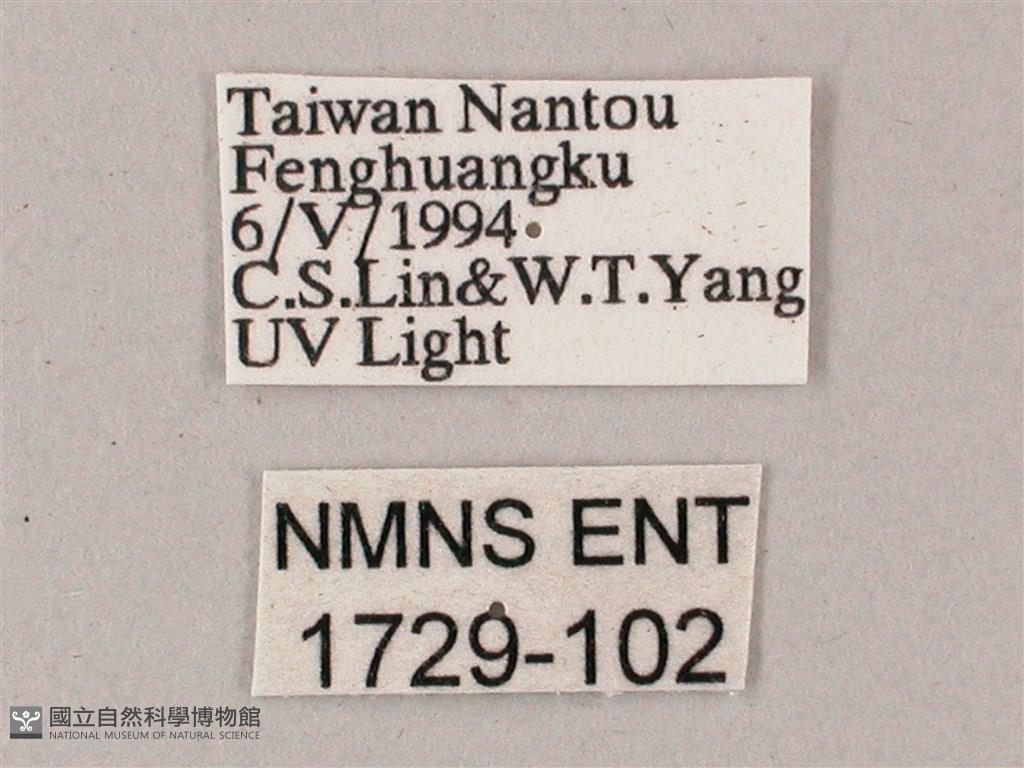 Taiwan Nantou
Fenghuangku
6/V/1994
C.S.Lin&W.T.Yang
UV Light
NMNS ENT
1729-102
國立自然科學博物館
NATIONAL MUSEUM OF NATURAL SCIENCE